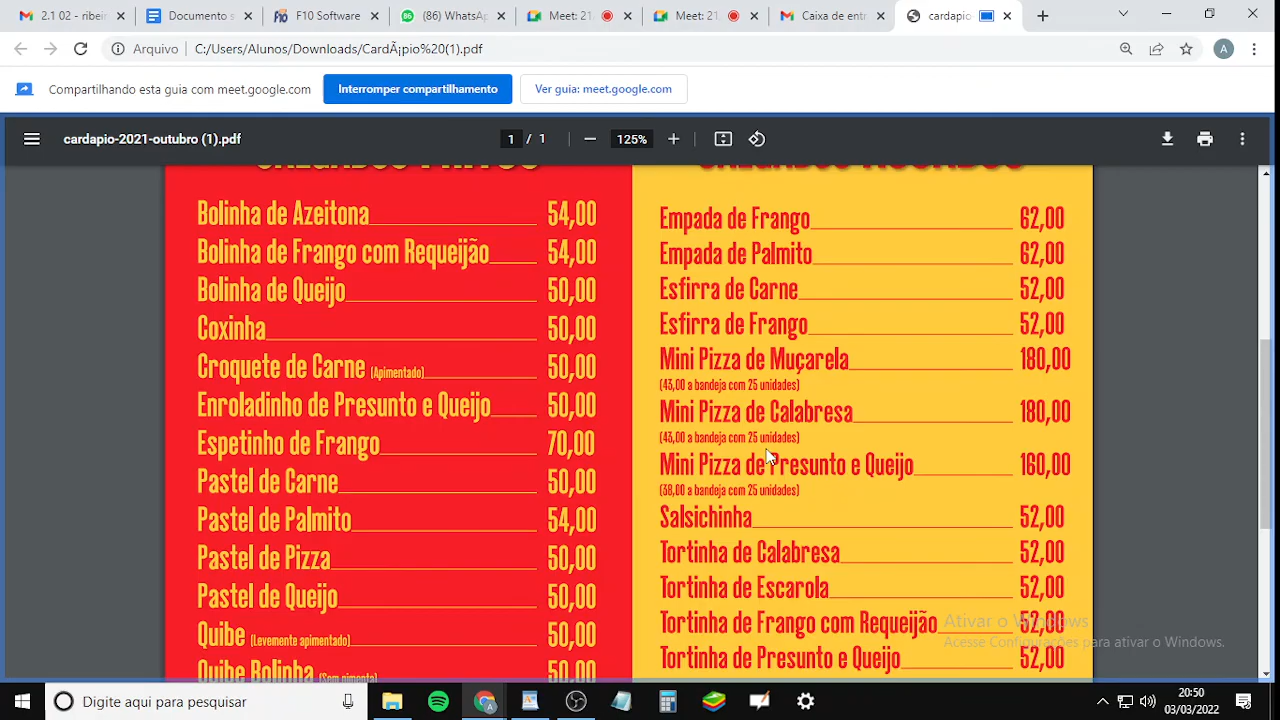 2.1 02 - reiter
Documento s
F10 Software -
(86) WhatsAp
Meet: 21
Meet: 21
Caixa de entr
cardapio
Arquivo | C:/Users/Alunos/Downloads/CardÃ¡pio%20(1).pdf
A
Compartilhando esta guia com meet.google.com
Interromper compartilhamento
Ver guia: meet.google.com
cardapio-2021-outubro (1).pdf
1 / 1
125%
Bolinha de Azeitona 54,00
Bolinha de Frango com Requeijão 54,00
Bolinha de Queijo 50,00
Coxinha 50,00
Croquete de Carne (Apimentado) 50,00
Enroladinho de Presunto e Queijo 50,00
Espetinho de Frango 70,00
Pastel de Carne 50,00
Pastel de Palmito 54,00
Pastel de Pizza 50,00
Pastel de Queijo 50,00
Quibe (Levemente apimentado) 50,00
Quibe Bolinha (Sem pimenta) 50,00
Empada de Frango 62,00
Empada de Palmito 62,00
Esfirra de Carne 52,00
Esfirra de Frango 52,00
Mini Pizza de Muçarela 180,00
(43,00 a bandeja com 25 unidades)
Mini Pizza de Calabresa 180,00
(43,00 a bandeja com 25 unidades)
Mini Pizza de Presunto e Queijo 160,00
(38,00 a bandeja com 25 unidades)
Salsichinha 52,00
Tortinha de Calabresa 52,00
Tortinha de Escarola 52,00
Tortinha de Frango com Requeijão 52,00
Tortinha de Presunto e Queijo 52,00
Ativar o Windows
Acesse Configurações para ativar o Windows.
Digite aqui para pesquisar
20:50
03/03/2022